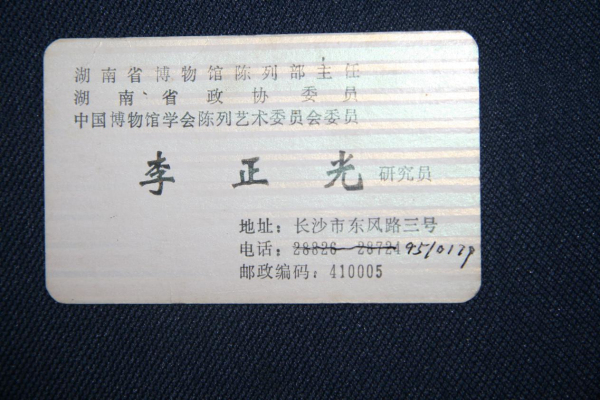 湖南省博物馆陈列部主任
湖南省政协委员
中国博物馆学会陈列艺术委员会委员
李正光 研究员
地址：长沙市东风路三号
电话：28826 28724
邮政编码：410005